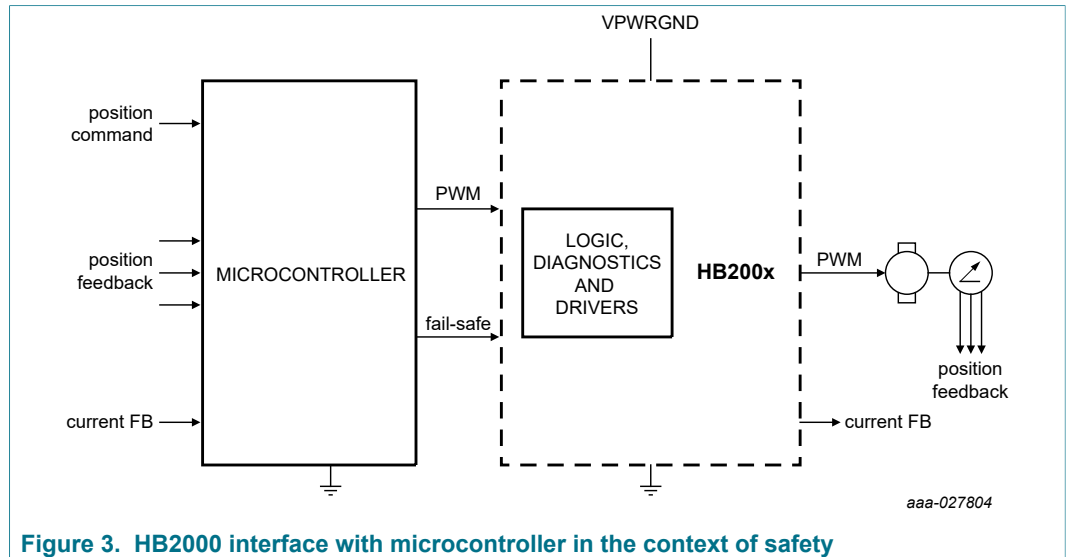 VPWRGND
position
command
position
feedback
current FB
MICROCONTROLLER
PWM
fail-safe
LOGIC,
DIAGNOSTICS
AND
DRIVERS
HB200x
PWM
position
feedback
current FB
aaa-027804
Figure 3. HB2000 interface with microcontroller in the context of safety